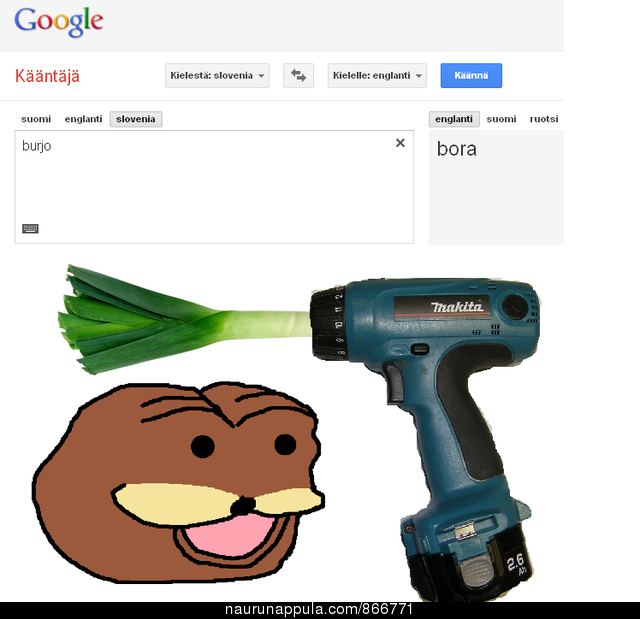 Google
Kääntäjä
Kielestä: slovenia
Kielelle: englanti
Käännä
suomi englanti slovenia
englanti suomi ruotsi
burjo
bora
makita
2.6
Ah
naurunappula.com/866771